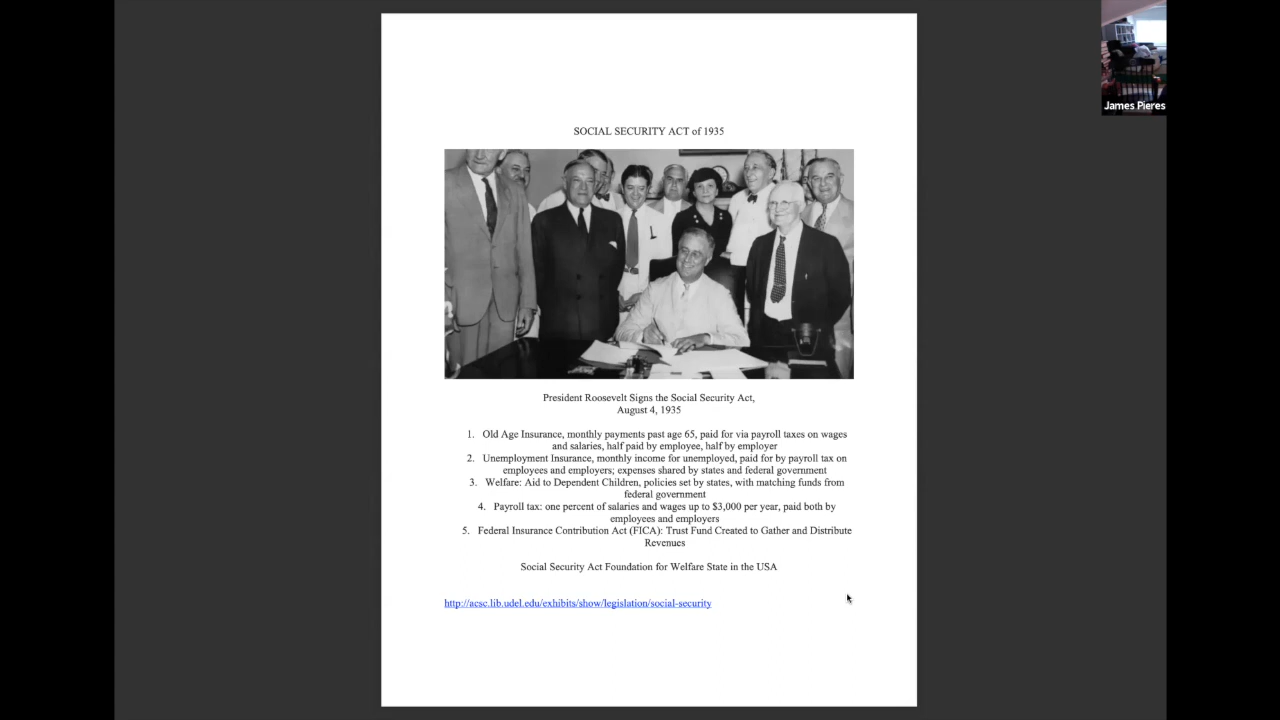 James Pieres
SOCIAL SECURITY ACT of 1935
President Roosevelt Signs the Social Security Act,
August 4, 1935
1. Old Age Insurance, monthly payments past age 65, paid for via payroll taxes on wages
and salaries, half paid by employee, half by employer
2. Unemployment Insurance, monthly income for unemployed, paid for by payroll tax on
employees and employers; expenses shared by states and federal government
3. Welfare: Aid to Dependent Children, policies set by states, with matching funds from
federal government
4. Payroll tax: one percent of salaries and wages up to $3,000 per year, paid both by
employees and employers
5. Federal Insurance Contribution Act (FICA): Trust Fund Created to Gather and Distribute
Revenues
Social Security Act Foundation for Welfare State in the USA
http://acsc.lib.udel.edu/exhibits/show/legislation/social-security